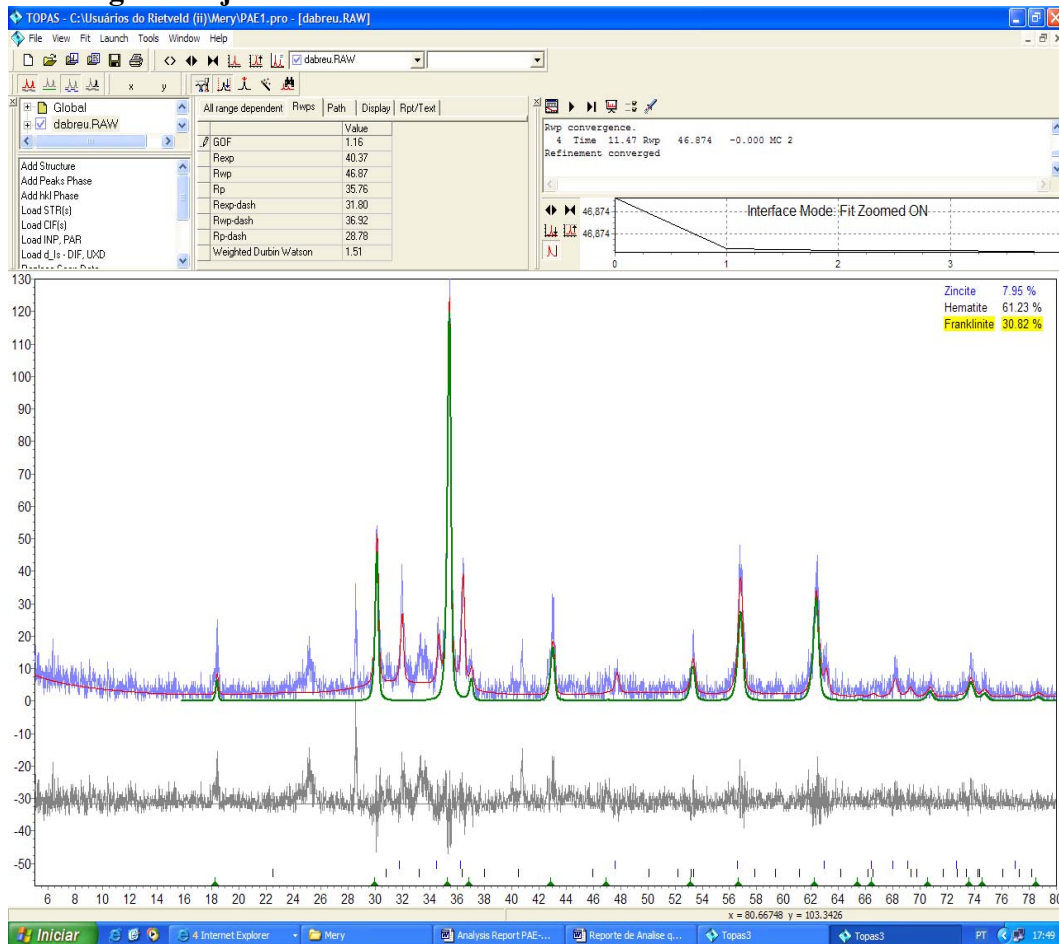 TOPAS - C:\Usuários do Rietveld (ii)\Mery\PAE1.pro - [dabreu.RAW]
File View Fit Launch Tools Window Help
dabreu.RAW
x y
Global
dabreu.RAW
Add Structure
Add Peaks Phase
Add hkl Phase
Load STR(s)
Load CIF(s)
Load INP, PAR
Load d_Is - DIF, UXD
All range dependent Rwps Path Display Rpt/Text
Value
GOF 1.16
Rexp 40.37
Rwp 46.87
Rp 35.76
Rexp-dash 31.80
Rwp-dash 36.92
Rp-dash 28.78
Weighted Durbin Watson 1.51
Rwp convergence.
4 Time 11.47 Rwp 46.874 -0.000 MC 2
Refinement converged
46,874
46,874
Interface Mode: Fit Zoomed ON
0 1 2 3
Zincite 7.95 %
Hematite 61.23 %
Franklinite 30.82 %
130
120
110
100
90
80
70
60
50
40
30
20
10
0
-10
-20
-30
-40
-50
6 8 10 12 14 16 18 20 22 24 26 28 30 32 34 36 38 40 42 44 46 48 50 52 54 56 58 60 62 64 66 68 70 72 74 76 78 80
x = 80.66748 y = 103.3426
Iniciar
4 Internet Explorer
Mery
Analysis Report PAE-...
Reporte de Analise q...
Topas3
Topas3
PT
17:49